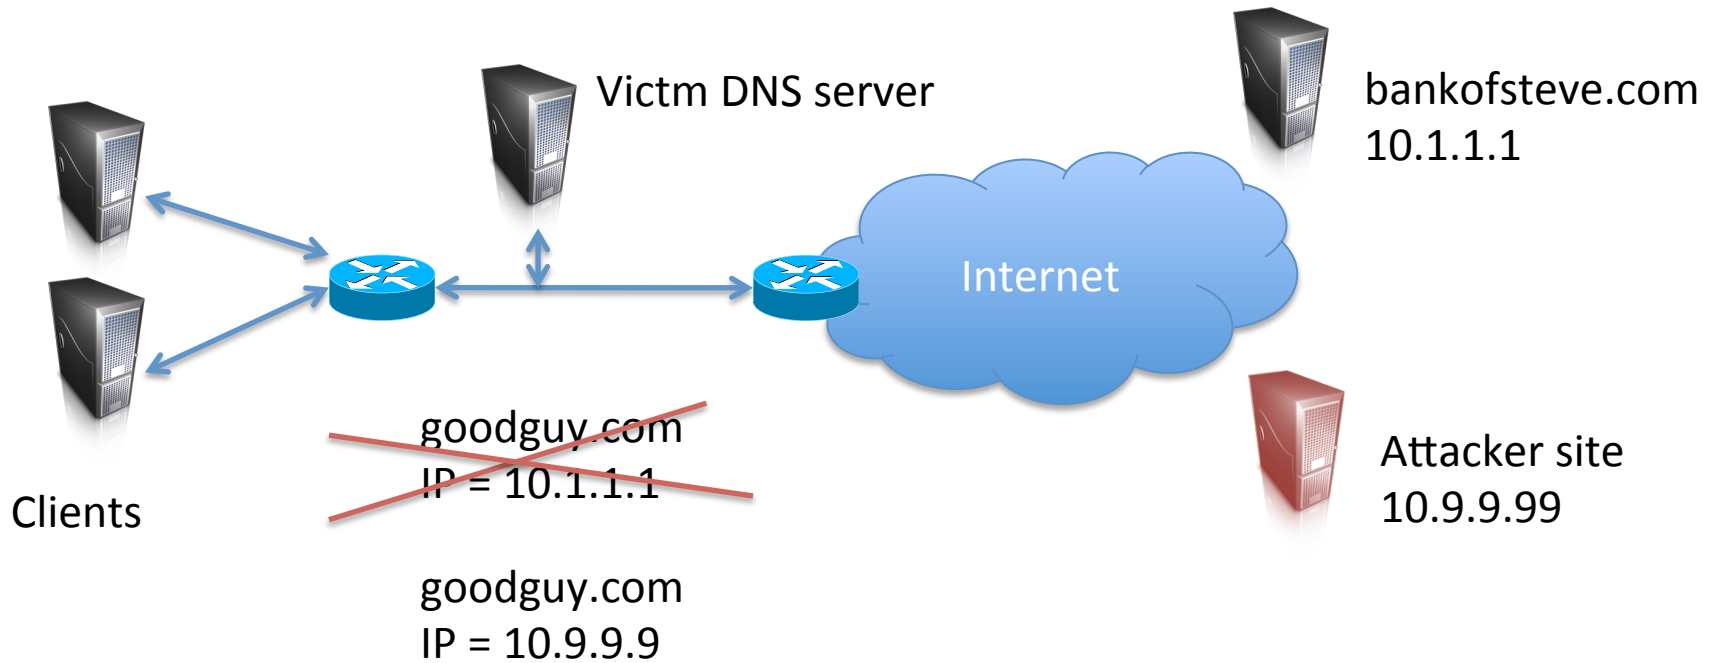 Victm DNS server
bankofsteve.com
10.1.1.1
Internet
goodguy.com
IP = 10.1.1.1
Attacker site
10.9.9.99
Clients
goodguy.com
IP = 10.9.9.9